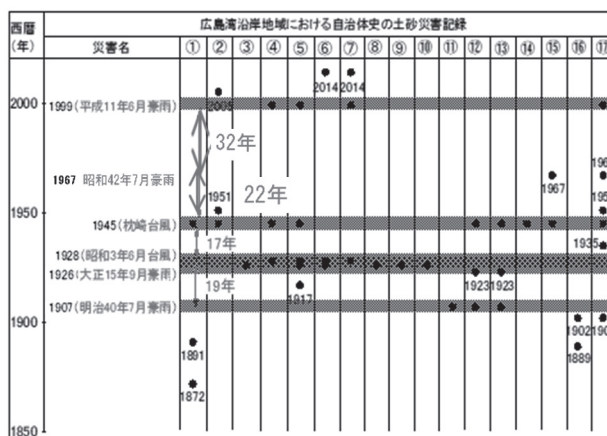 西暦
(年)
広島湾沿岸地域における自治体史の土砂災害記録
災害名
① ② ③ ④ ⑤ ⑥ ⑦ ⑧ ⑨ ⑩ ⑪ ⑫ ⑬ ⑭ ⑮ ⑯
2014 2014
2000
1999(平成11年6月豪雨)
2005
32年
1967 昭和42年7月豪雨
1967
22年
1951
1950
1945(枕崎台風)
17年
1935
1928(昭和3年6月台風)
1926(大正15年9月豪雨)
19年
1917
1923 1923
1907(明治40年7月豪雨)
1900
1902
1891
1889
1872
1850